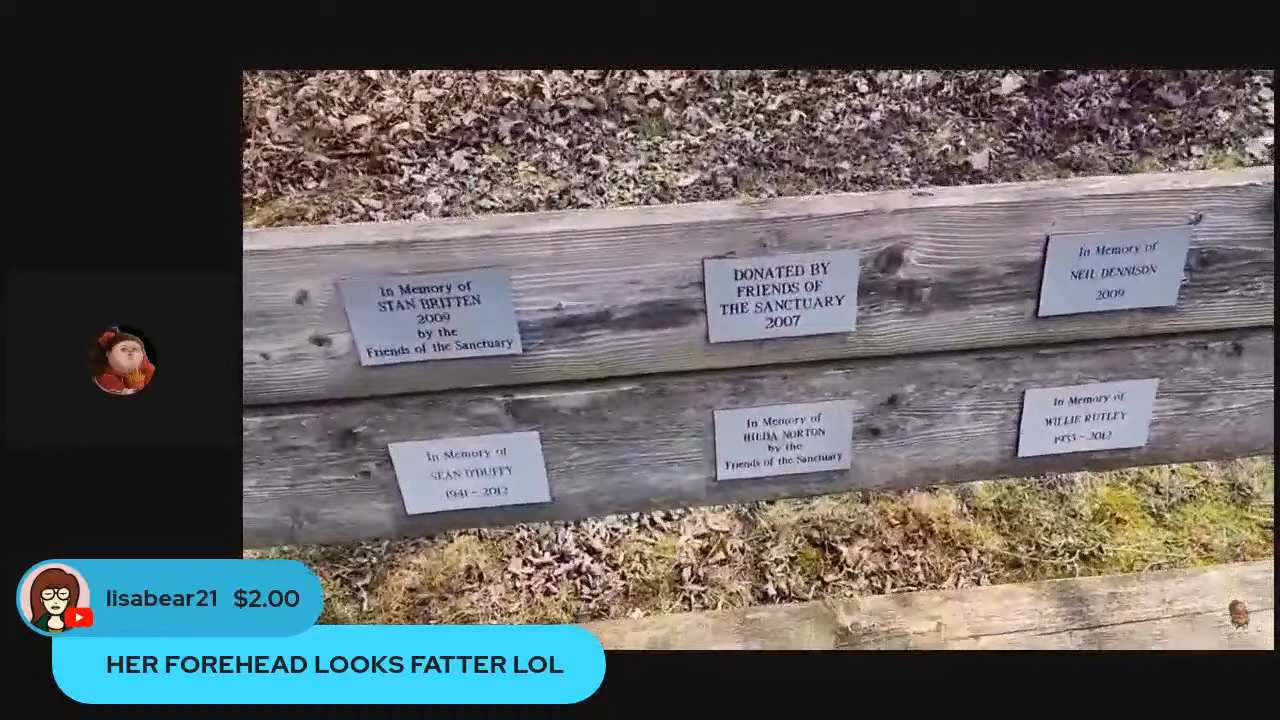 In Memory of
STAN BRITTEN
2009
by the
Friends of the Sanctuary
DONATED BY
FRIENDS OF
THE SANCTUARY
2007
In Memory of
NEIL DENNISON
2009
In Memory of
SEAN O'DUFFY
1941 - 2012
In Memory of
HILDA NORTON
by the
Friends of the Sanctuary
In Memory of
WILLIE RUTLEY
1933 - 2012
lisabear21 $2.00
HER FOREHEAD LOOKS FATTER LOL